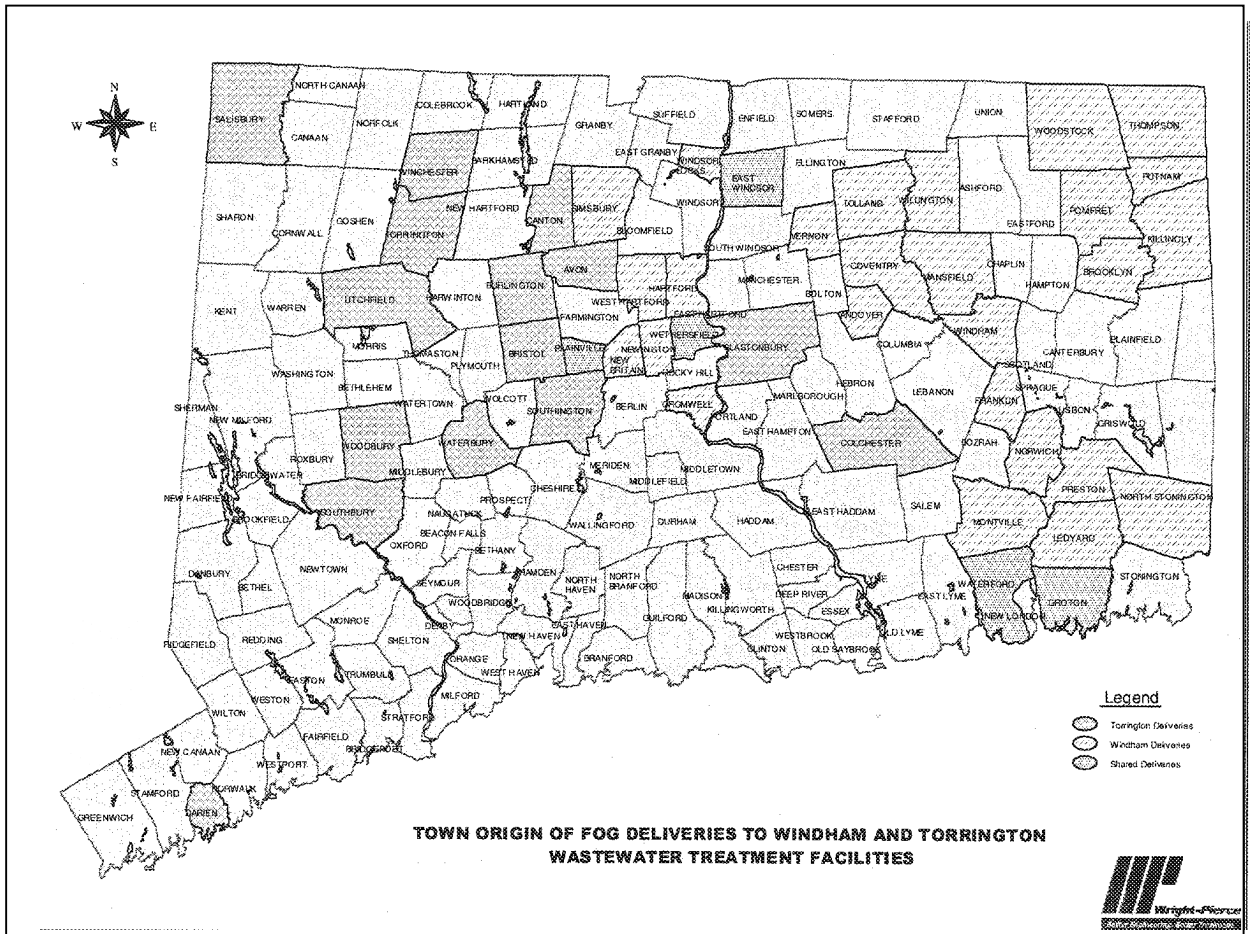 N
W E
S
SALISBURY
NORTH CANAAN
CANAAN
NORFOLK
COLEBROOK
HARTLAND
GRANBY
SUFFIELD
EAST GRANBY
WINDSOR
LOCKS
ENFIELD
SOMERS
STAFFORD
UNION
WOODSTOCK
THOMPSON
PUTNAM
SHARON
CORNWALL
GOSHEN
WINCHESTER
BARKHAMSTED
TORRINGTON
NEW HARTFORD
CANTON
SIMSBURY
BLOOMFIELD
WINDSOR
EAST
WINDSOR
ELLINGTON
TOLLAND
WILLINGTON
ASHFORD
EASTFORD
POMFRET
KILLINGLY
SOUTH WINDSOR
VERNON
KENT
WARREN
LITCHFIELD
HARWINTON
BURLINGTON
AVON
WEST HARTFORD
HARTFORD
EAST HARTFORD
MANCHESTER
BOLTON
COVENTRY
MANSFIELD
CHAPLIN
HAMPTON
BROOKLYN
FARMINGTON
ANDOVER
MORRIS
THOMASTON
PLYMOUTH
BRISTOL
PLAINVILLE
NEW
BRITAIN
NEWINGTON
WETHERSFIELD
ROCKY HILL
GLASTONBURY
COLUMBIA
WINDHAM
SCOTLAND
CANTERBURY
PLAINFIELD
WASHINGTON
BETHLEHEM
WATERTOWN
WOLCOTT
SOUTHINGTON
BERLIN
CROMWELL
PORTLAND
MARLBOROUGH
HEBRON
LEBANON
FRANKLIN
SPRAGUE
LISBON
GRISWOLD
SHERMAN
NEW MILFORD
ROXBURY
WOODBURY
MIDDLEBURY
WATERBURY
EAST HAMPTON
COLCHESTER
BOZRAH
NORWICH
PRESTON
NORTH STONINGTON
BRIDGEWATER
NEW FAIRFIELD
BROOKFIELD
SOUTHBURY
NAUGATUCK
PROSPECT
CHESHIRE
MERIDEN
MIDDLEFIELD
MIDDLETOWN
WALLINGFORD
DURHAM
HADDAM
EAST HADDAM
SALEM
MONTVILLE
LEDYARD
OXFORD
BEACON FALLS
BETHANY
DANBURY
BETHEL
NEWTOWN
SEYMOUR
WOODBRIDGE
HAMDEN
NORTH
HAVEN
NORTH
BRANFORD
GUILFORD
MADISON
KILLINGWORTH
CHESTER
DEEP RIVER
ESSEX
LYME
EAST LYME
WATERFORD
NEW LONDON
GROTON
STONINGTON
RIDGEFIELD
REDDING
MONROE
SHELTON
DERBY
ORANGE
NEW HAVEN
EAST HAVEN
WEST HAVEN
BRANFORD
CLINTON
WESTBROOK
OLD SAYBROOK
OLD LYME
WILTON
WESTON
EASTON
TRUMBULL
STRATFORD
MILFORD
FAIRFIELD
BRIDGEPORT
NEW CANAAN
WESTPORT
NORWALK
STAMFORD
DARIEN
GREENWICH
Legend
Torrington Deliveries
Windham Deliveries
Shared Deliveries
TOWN ORIGIN OF FOG DELIVERIES TO WINDHAM AND TORRINGTON
WASTEWATER TREATMENT FACILITIES
Wright-Pierce